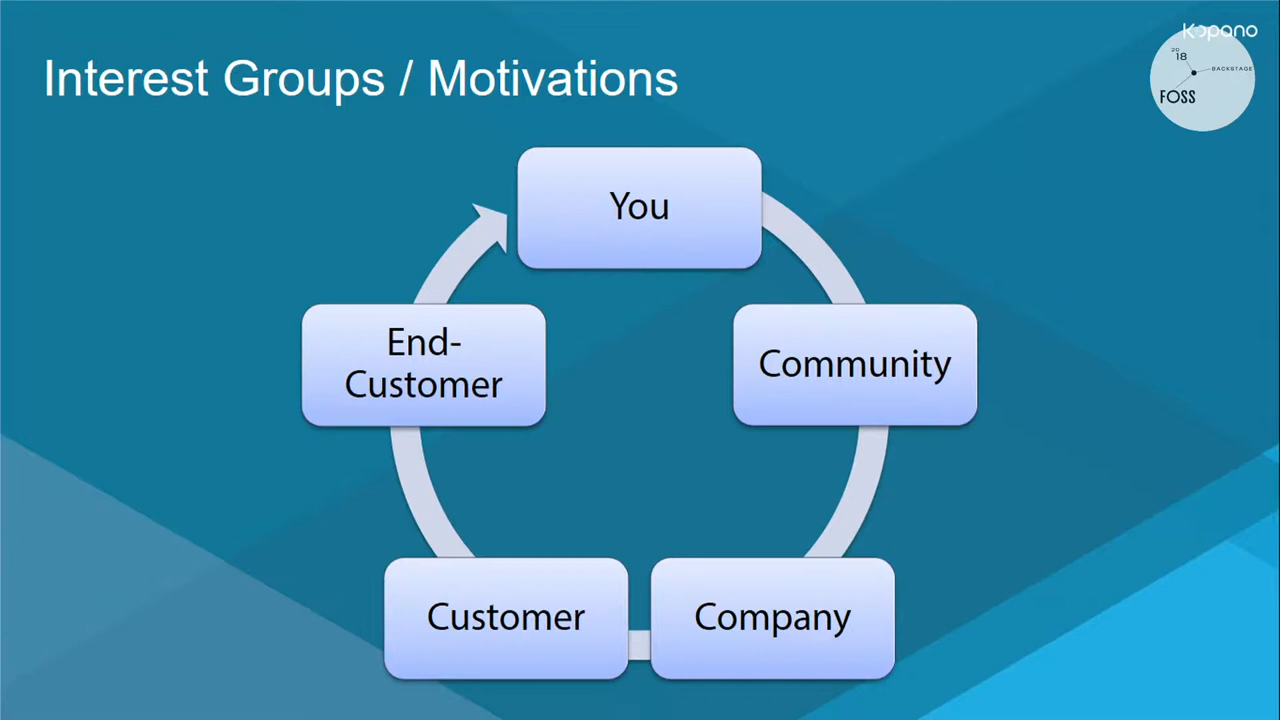 Kopano
20
18
BACKSTAGE
FOSS
Interest Groups / Motivations
You
Community
Company
Customer
End-
Customer